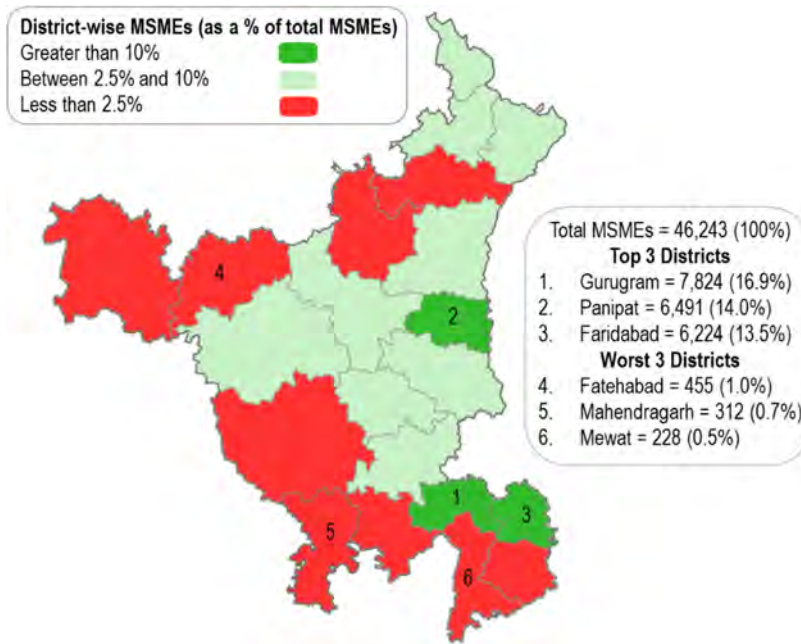 District-wise MSMEs (as a % of total MSMEs)
Greater than 10%
Between 2.5% and 10%
Less than 2.5%
4
2
1
3
5
6
Total MSMEs = 46,243 (100%)
Top 3 Districts
1. Gurugram = 7,824 (16.9%)
2. Panipat = 6,491 (14.0%)
3. Faridabad = 6,224 (13.5%)
Worst 3 Districts
4. Fatehabad = 455 (1.0%)
5. Mahendragarh = 312 (0.7%)
6. Mewat = 228 (0.5%)